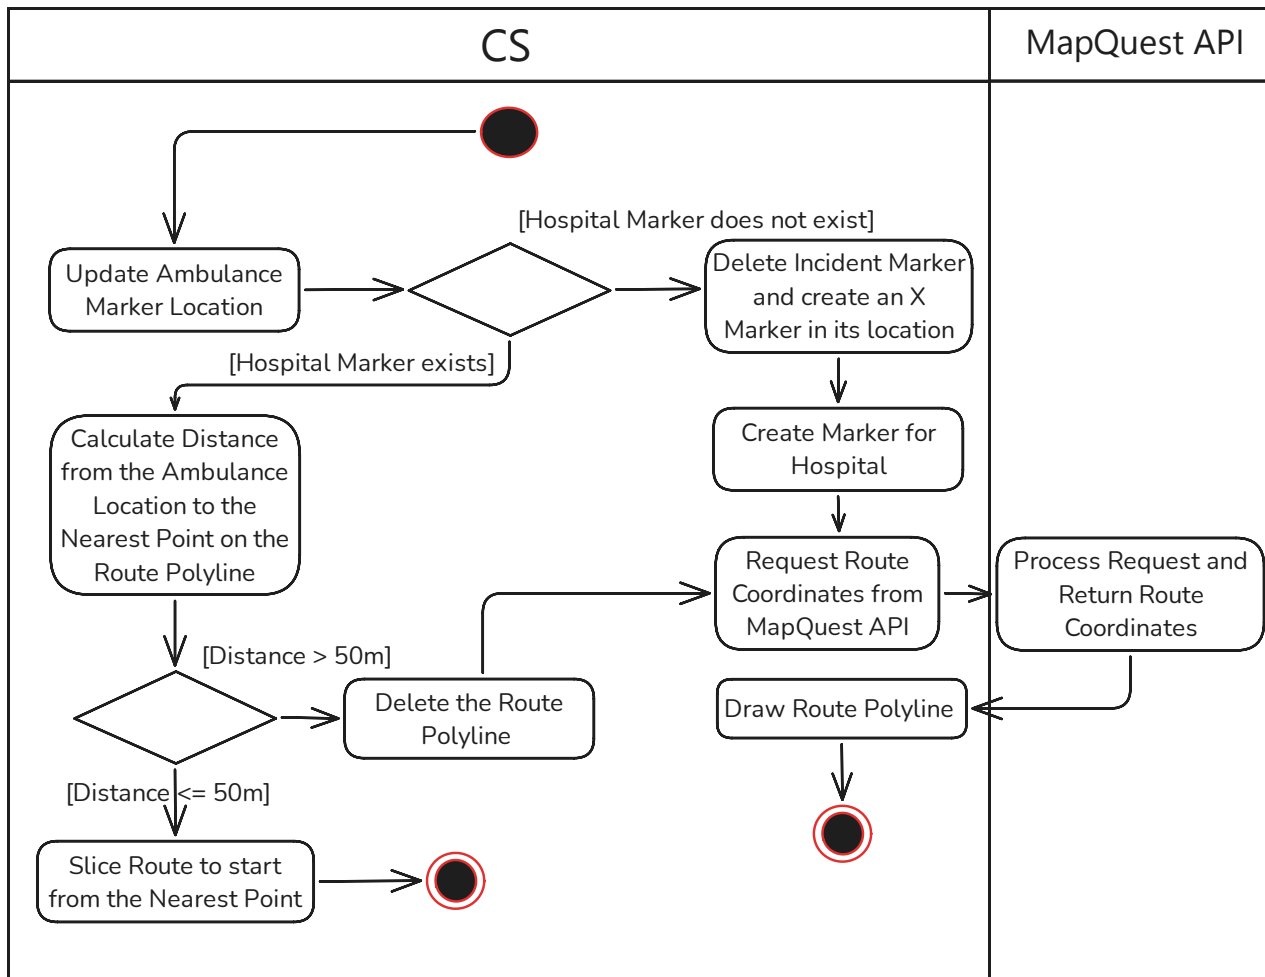 CS
MapQuest API
[Hospital Marker does not exist]
Update Ambulance
Marker Location
Delete Incident Marker
and create an X
Marker in its location
[Hospital Marker exists]
Calculate Distance
from the Ambulance
Location to the
Nearest Point on the
Route Polyline
Create Marker for
Hospital
Request Route
Coordinates from
MapQuest API
Process Request and
Return Route
Coordinates
[Distance > 50m]
Delete the Route
Polyline
Draw Route Polyline
[Distance <= 50m]
Slice Route to start
from the Nearest Point